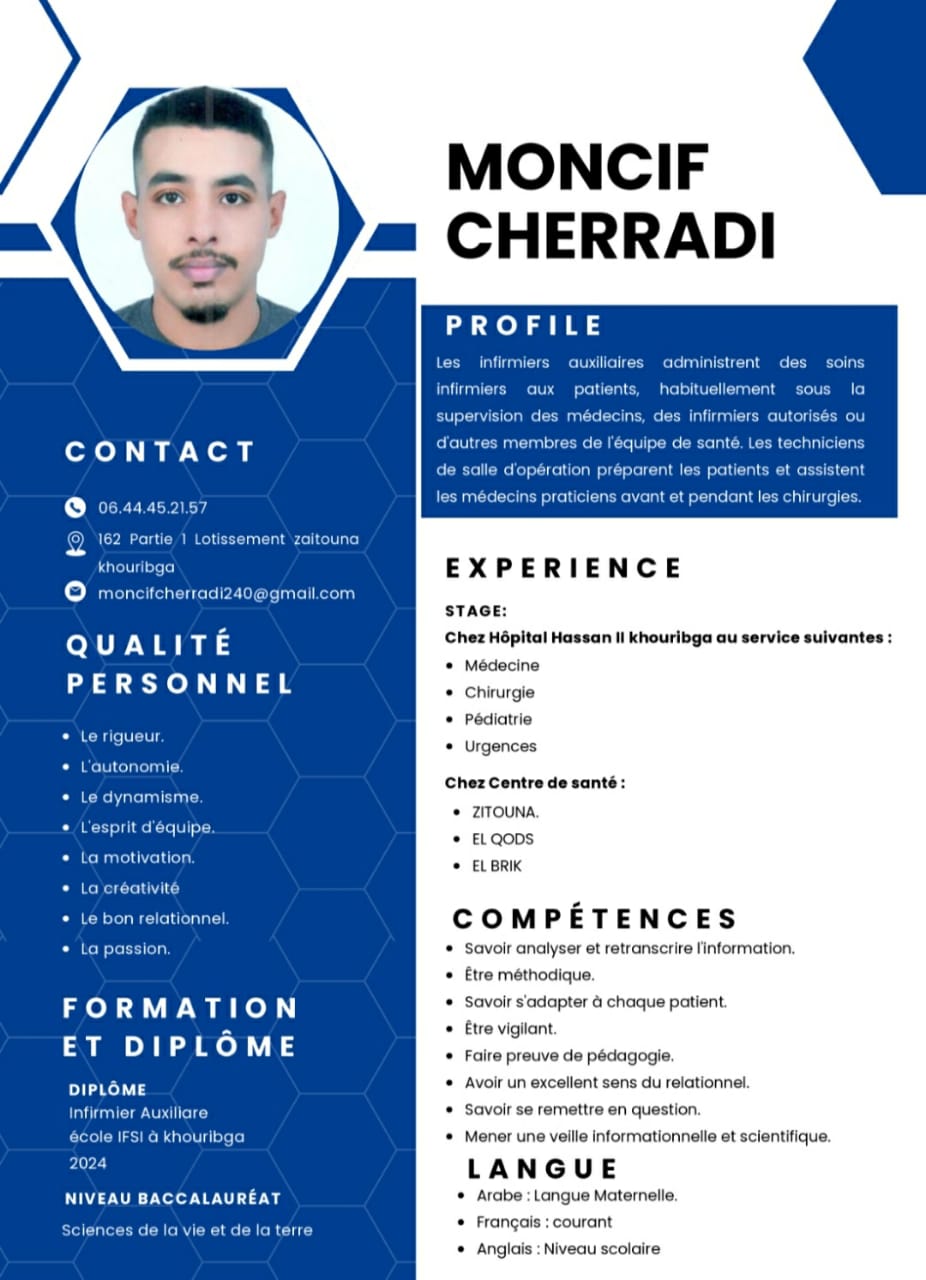 MONCIF
CHERRADI
CONTACT
06.44.45.21.57
162 Partie 1 Lotissement zaitouna
khouribga
moncifcherradi240@gmail.com
QUALITÉ
PERSONNEL
Le rigueur.
L'autonomie.
Le dynamisme.
L'esprit d'équipe.
La motivation.
La créativité
Le bon relationnel.
La passion.
FORMATION
ET DIPLÔME
DIPLÔME
Infirmier Auxiliare
école IFSI à khouribga
2024
NIVEAU BACCALAURÉAT
Sciences de la vie et de la terre
PROFILE
Les infirmiers auxiliaires administrent des soins
infirmiers aux patients, habituellement sous la
supervision des médecins, des infirmiers autorisés ou
d'autres membres de l'équipe de santé. Les techniciens
de salle d'opération préparent les patients et assistent
les médecins praticiens avant et pendant les chirurgies.
EXPERIENCE
STAGE:
Chez Hôpital Hassan II khouribga au service suivantes :
Médecine
Chirurgie
Pédiatrie
Urgences
Chez Centre de santé :
ZITOUNA.
EL QODS
EL BRIK
COMPÉTENCES
Savoir analyser et retranscrire l'information.
Être méthodique.
Savoir s'adapter à chaque patient.
Être vigilant.
Faire preuve de pédagogie.
Avoir un excellent sens du relationnel.
Savoir se remettre en question.
Mener une veille informationnelle et scientifique.
LANGUE
Arabe : Langue Maternelle.
Français : courant
Anglais : Niveau scolaire